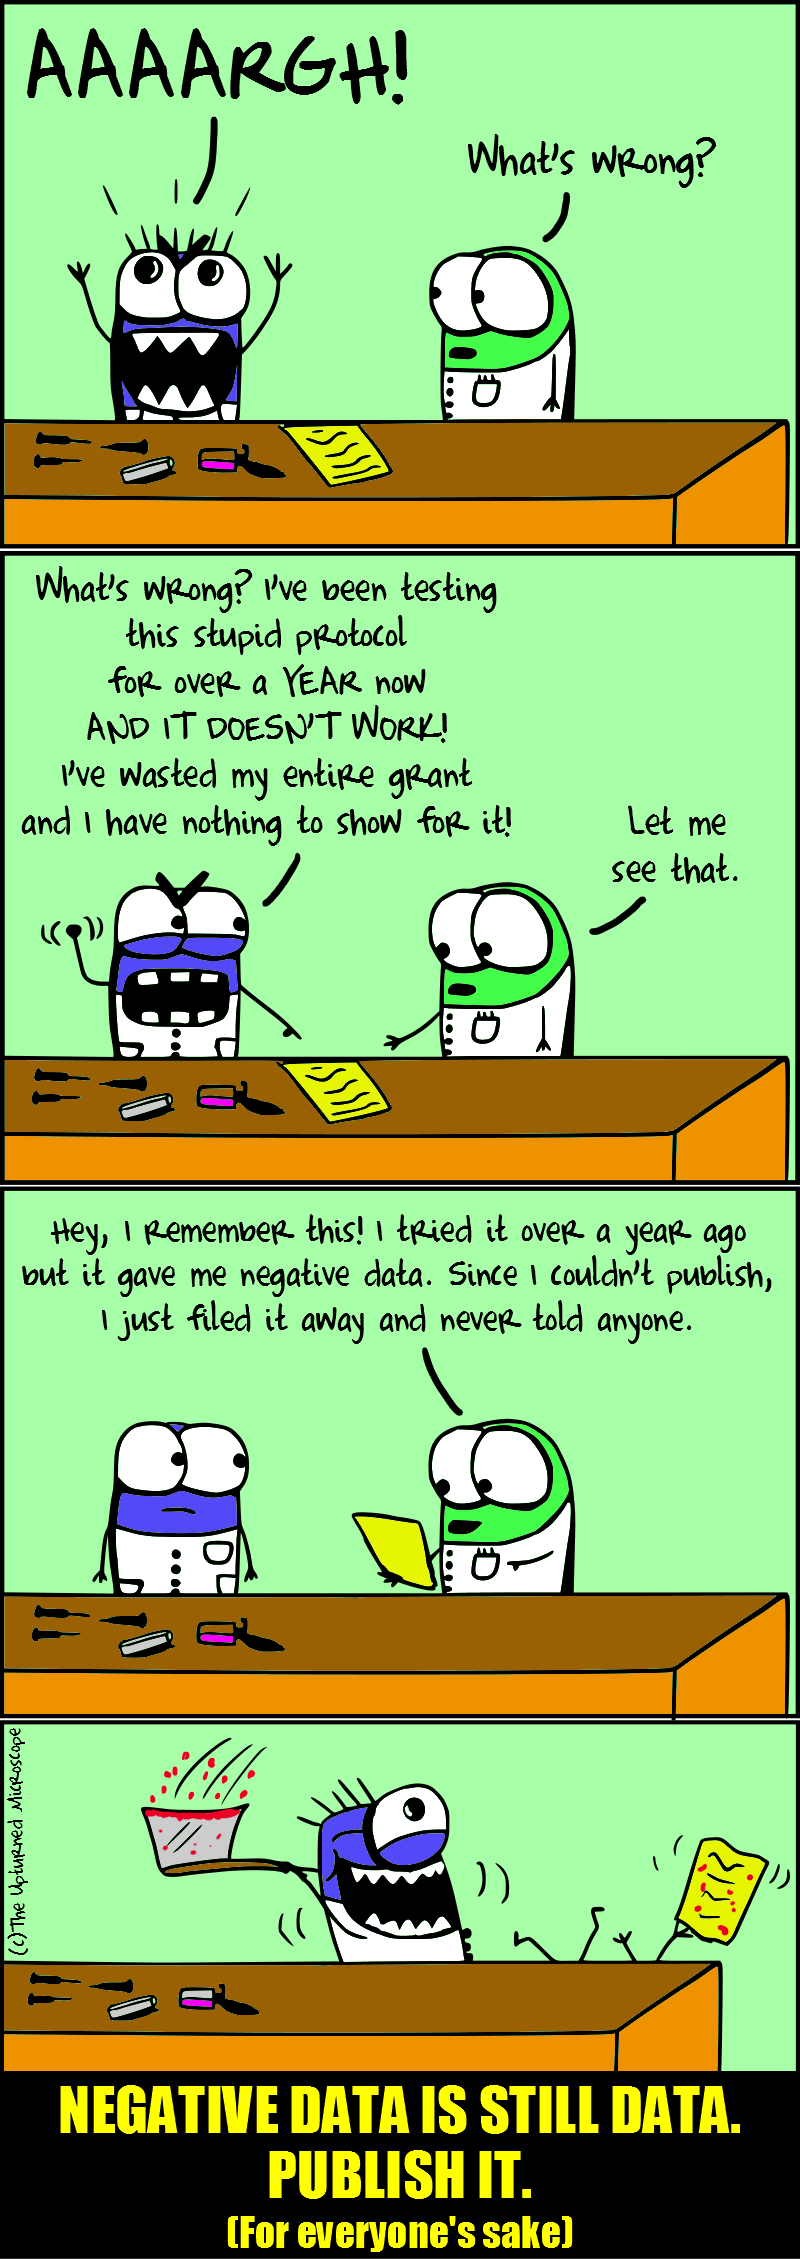 AAAARGH!
What's wrong?
What's wrong? I've been testing
this stupid protocol
for over a YEAR now
AND IT DOESN'T WORK!
I've wasted my entire grant
and I have nothing to show for it!
Let me
see that.
Hey, I remember this! I tried it over a year ago
but it gave me negative data. Since I couldn't publish,
I just filed it away and never told anyone.
(c) The Upturned Microscope
NEGATIVE DATA IS STILL DATA.
PUBLISH IT.
(For everyone's sake)